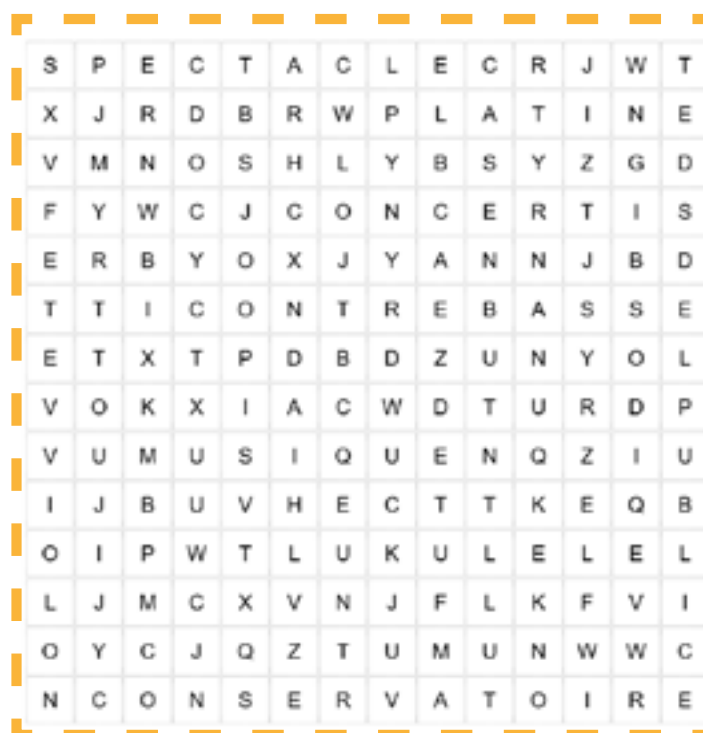 S P E C T A C L E C R J W T
X J R D B R W P L A T I N E
V M N O S H L Y B S Y Z G D
F Y W C J C O N C E R T I S
E R B Y O X J Y A N N J B D
T T I C O N T R E B A S S E
E T X T P D B D Z U N Y O L
V O K X I A C W D T U R D P
V U M U S I Q U E N Q Z I U
I J B U V H E C T T K E Q B
O I P W T L U K U L E L E L
L J M C X V N J F L K F V I
O Y C J Q Z T U M U N W W C
N C O N S E R V A T O I R E